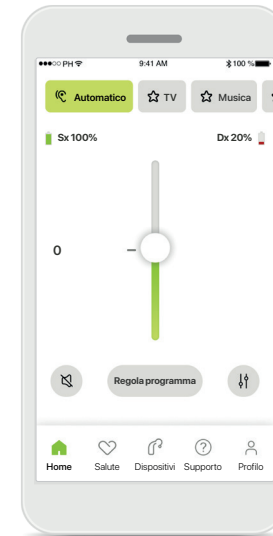 PH 9:41 AM 100 %
Automatico TV Musica
Sx 100% Dx 20%
0
Regola programma
Home Salute Dispositivi Supporto Profilo